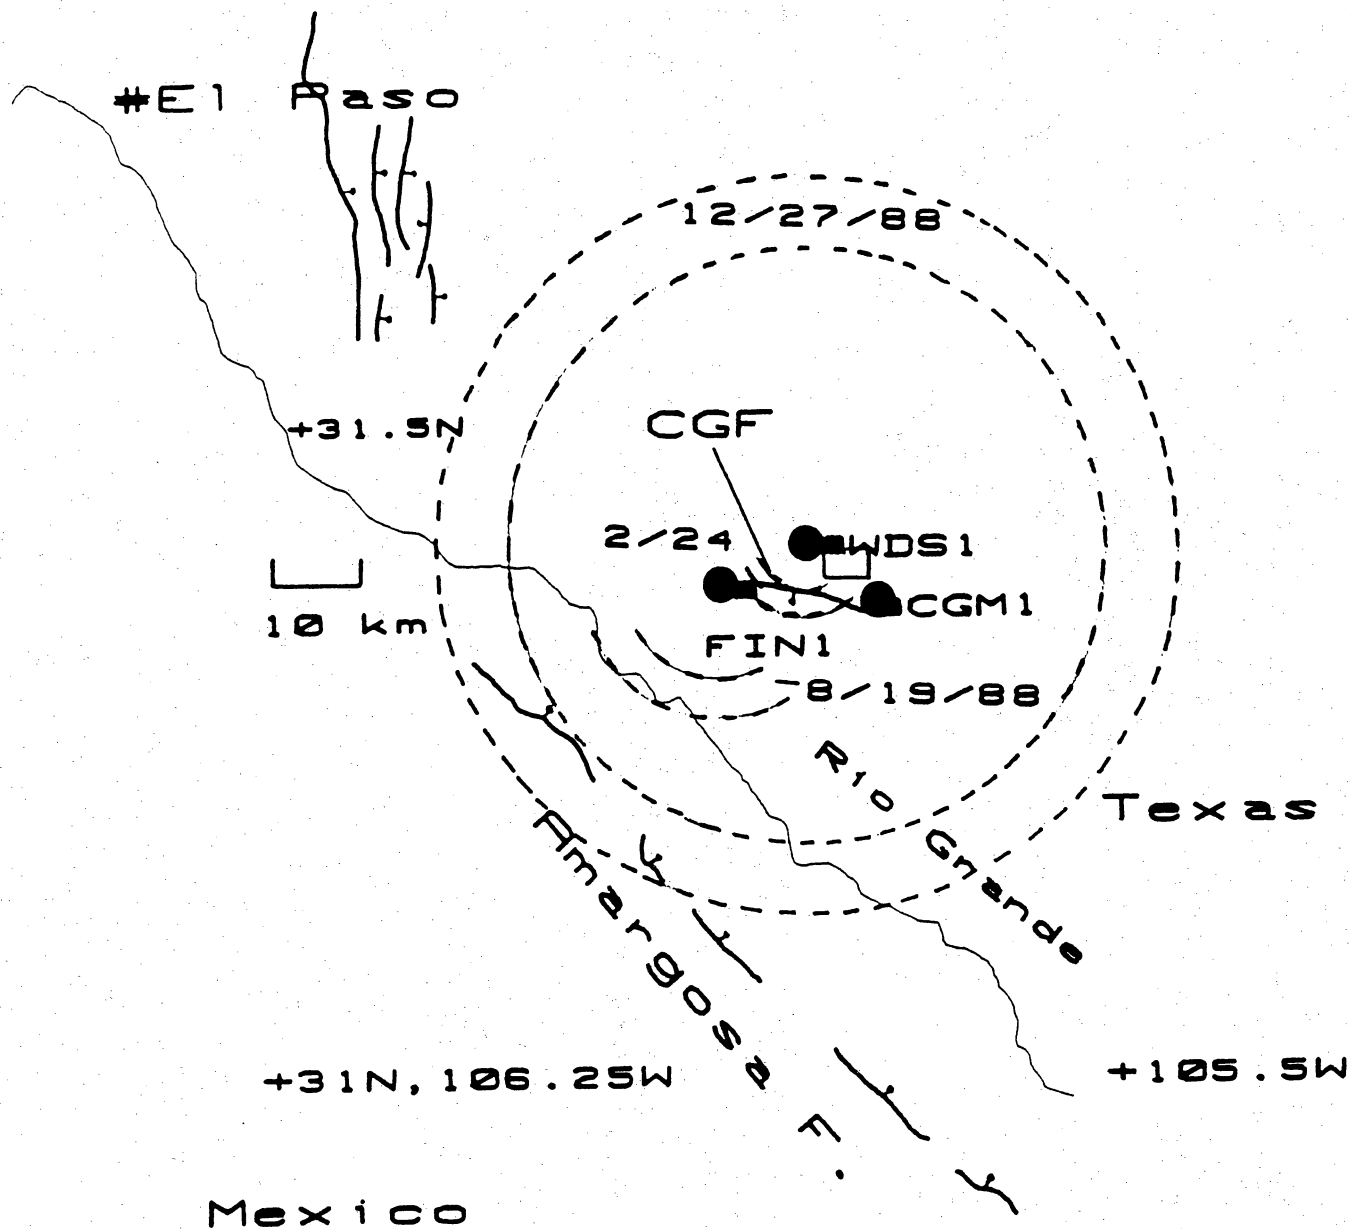 #El Paso
12/27/88
CGF
+31.5N
2/24
WDS1
10 km
CGM1
FIN1
8/19/88
Rio Grande
Texas
Amargosa F.
+31N, 106.25W
+105.5W
Mexico